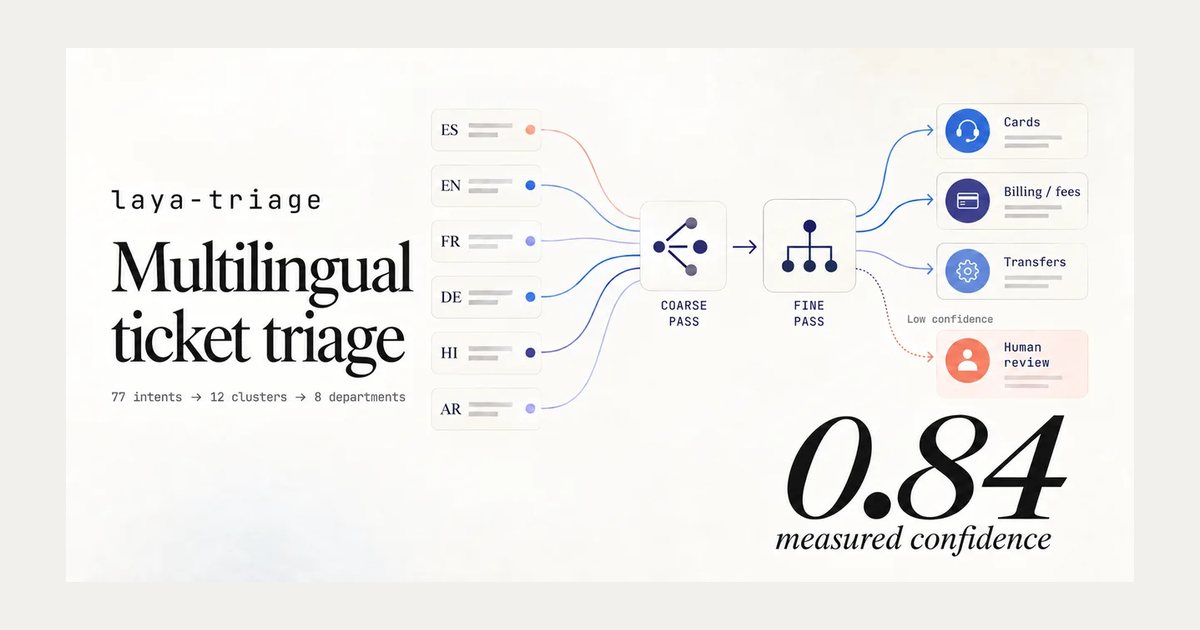 laya-triage
Multilingual
ticket triage
77 intents → 12 clusters → 8 departments
ES
EN
FR
DE
HI
AR
COARSE
PASS
FINE
PASS
Cards
Billing / fees
Transfers
Low confidence
Human
review
0.84
measured confidence